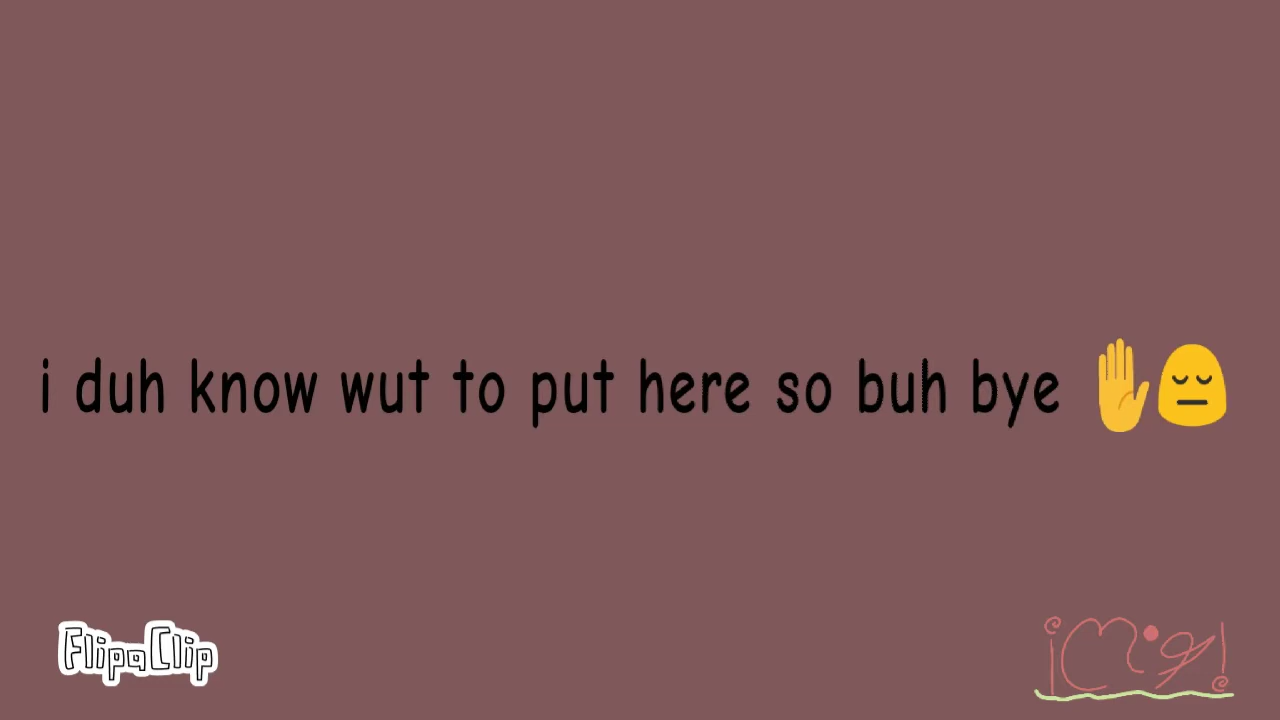 i duh know wut to put here so buh bye ✋😔
FlipaClip